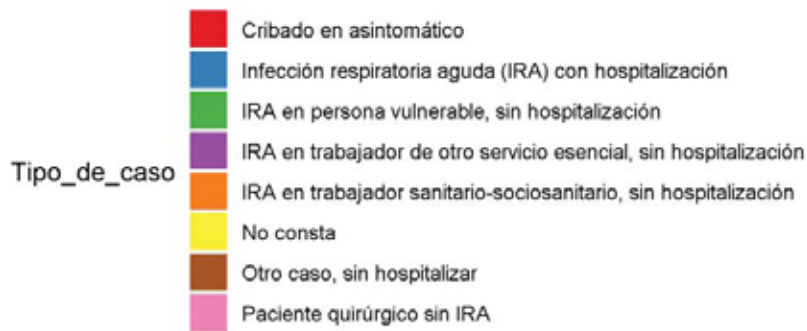 Cribado en asintomático
Infección respiratoria aguda (IRA) con hospitalización
IRA en persona vulnerable, sin hospitalización
IRA en trabajador de otro servicio esencial, sin hospitalización
Tipo_de_caso
IRA en trabajador sanitario-sociosanitario, sin hospitalización
No consta
Otro caso, sin hospitalizar
Paciente quirúrgico sin IRA